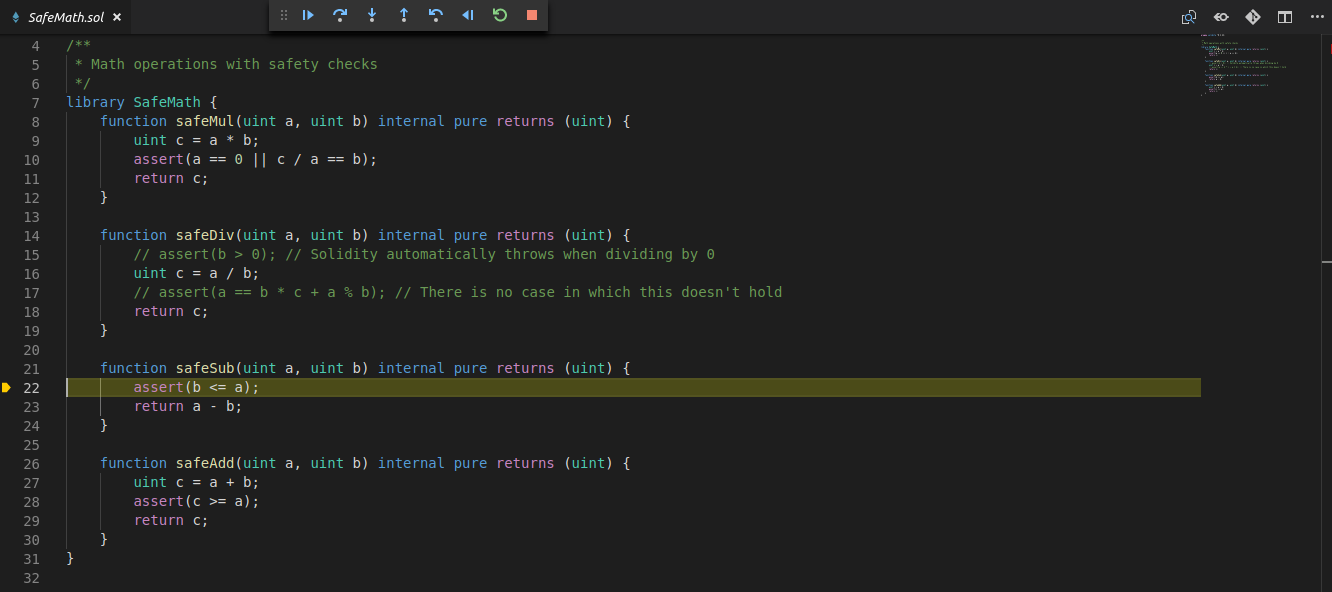 SafeMath.sol
4 /**
5  * Math operations with safety checks
6  */
7 library SafeMath {
8     function safeMul(uint a, uint b) internal pure returns (uint) {
9         uint c = a * b;
10         assert(a == 0 || c / a == b);
11         return c;
12     }
13
14     function safeDiv(uint a, uint b) internal pure returns (uint) {
15         // assert(b > 0); // Solidity automatically throws when dividing by 0
16         uint c = a / b;
17         // assert(a == b * c + a % b); // There is no case in which this doesn't hold
18         return c;
19     }
20
21     function safeSub(uint a, uint b) internal pure returns (uint) {
22         assert(b <= a);
23         return a - b;
24     }
25
26     function safeAdd(uint a, uint b) internal pure returns (uint) {
27         uint c = a + b;
28         assert(c >= a);
29         return c;
30     }
31 }
32